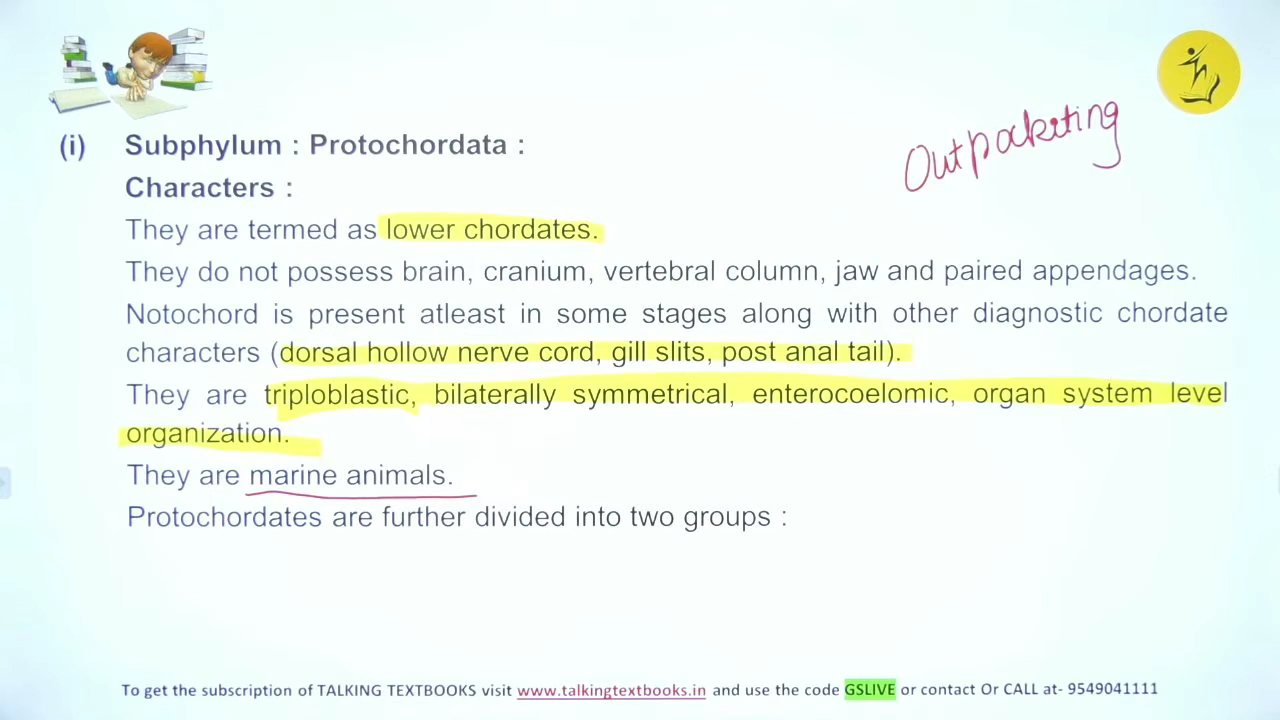 Outpocketing
(i) Subphylum : Protochordata :
Characters :
They are termed as lower chordates.
They do not possess brain, cranium, vertebral column, jaw and paired appendages.
Notochord is present atleast in some stages along with other diagnostic chordate
characters (dorsal hollow nerve cord, gill slits, post anal tail).
They are triploblastic, bilaterally symmetrical, enterocoelomic, organ system level
organization.
They are marine animals.
Protochordates are further divided into two groups :
To get the subscription of TALKING TEXTBOOKS visit www.talkingtextbooks.in and use the code GSLIVE or contact Or CALL at- 9549041111